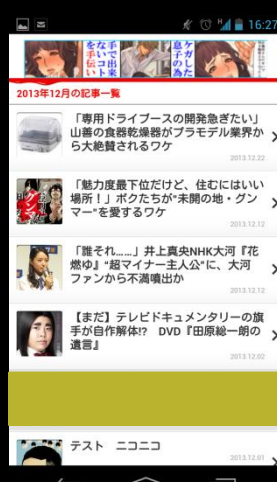 16:27
手で出来
ないコト
を手伝い
ケガした
息子の為
2013年12月の記事一覧
「専用ドライブースの開発急ぎたい」
山善の食器乾燥器がプラモデル業界か
ら大絶賛されるワケ
2013.12.22
「魅力度最下位だけど、住むにはいい
場所！」ボクたちが“未開の地・グン
マー"を愛するワケ
2013.12.12
グンマ
「誰それ……」井上真央NHK大河『花
燃ゆ』“超マイナー主人公"に、大河
ファンから不満噴出か
2013.12.12
【まだ】テレビドキュメンタリーの旗
手が自作解体!? DVD『田原総一朗の
遺言』
2013.12.02
テスト ニコニコ
2013.12.01